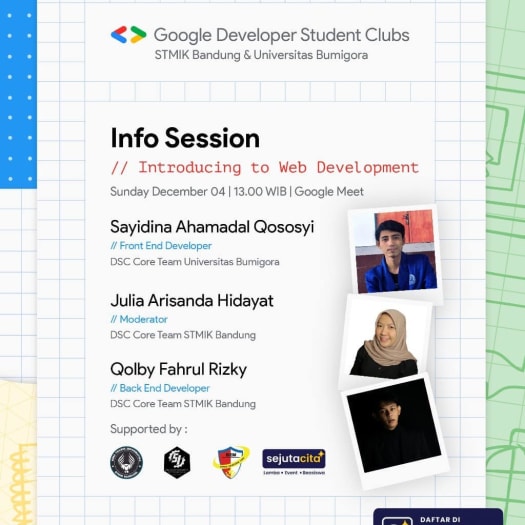 Google Developer Student Clubs
STMIK Bandung & Universitas Bumigora
Info Session
// Introducing to Web Development
Sunday December 04 | 13.00 WIB | Google Meet
Sayidina Ahamadal Qososyi
// Front End Developer
DSC Core Team Universitas Bumigora
Julia Arisanda Hidayat
// Moderator
DSC Core Team STMIK Bandung
Qolby Fahrul Rizky
// Back End Developer
DSC Core Team STMIK Bandung
Supported by :
sejutacita
Lomba • Event • Beasiswa
DAFTAR DI